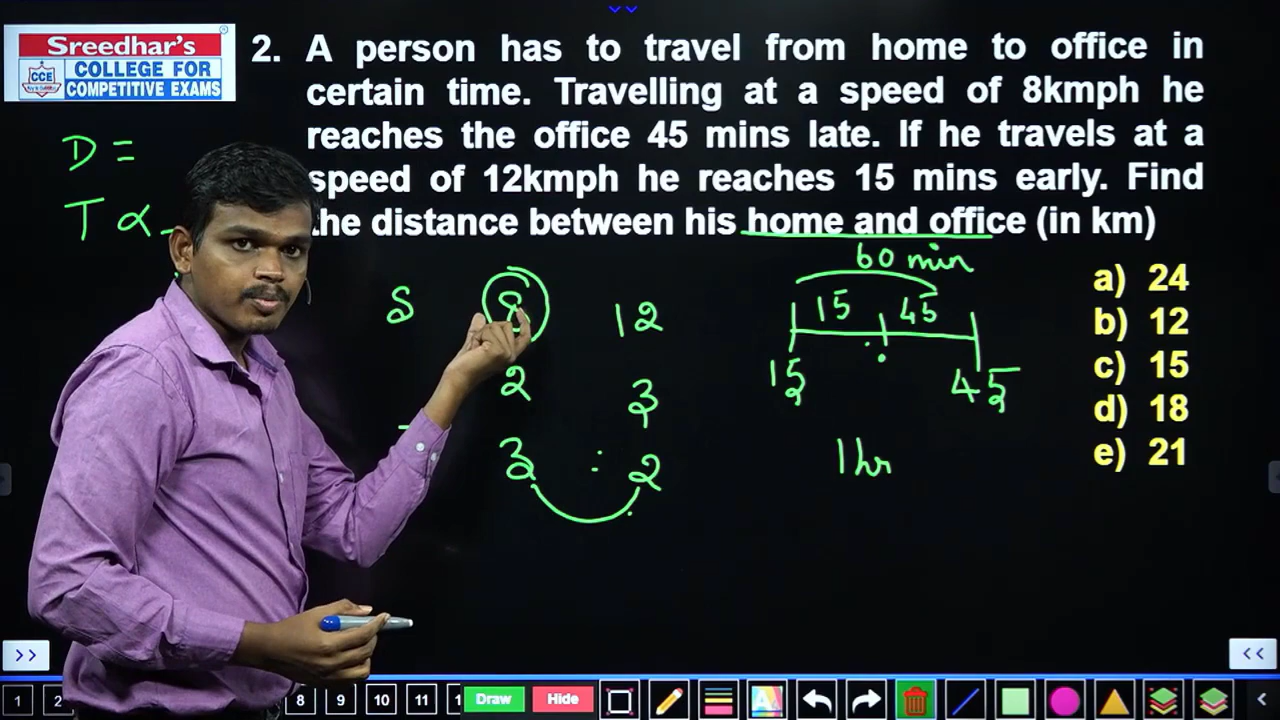 Sreedhar's
CCE
COLLEGE FOR
COMPETITIVE EXAMS
2. A person has to travel from home to office in
certain time. Travelling at a speed of 8kmph he
reaches the office 45 mins late. If he travels at a
speed of 12kmph he reaches 15 mins early. Find
the distance between his home and office (in km)
a) 24
b) 12
c) 15
d) 18
e) 21
D =
T ∝
S 8 12
2 3
3 : 2
60 min
15 45
15 45
1 hr
>>
<<
1 2 8 9 10 11 1 Draw Hide